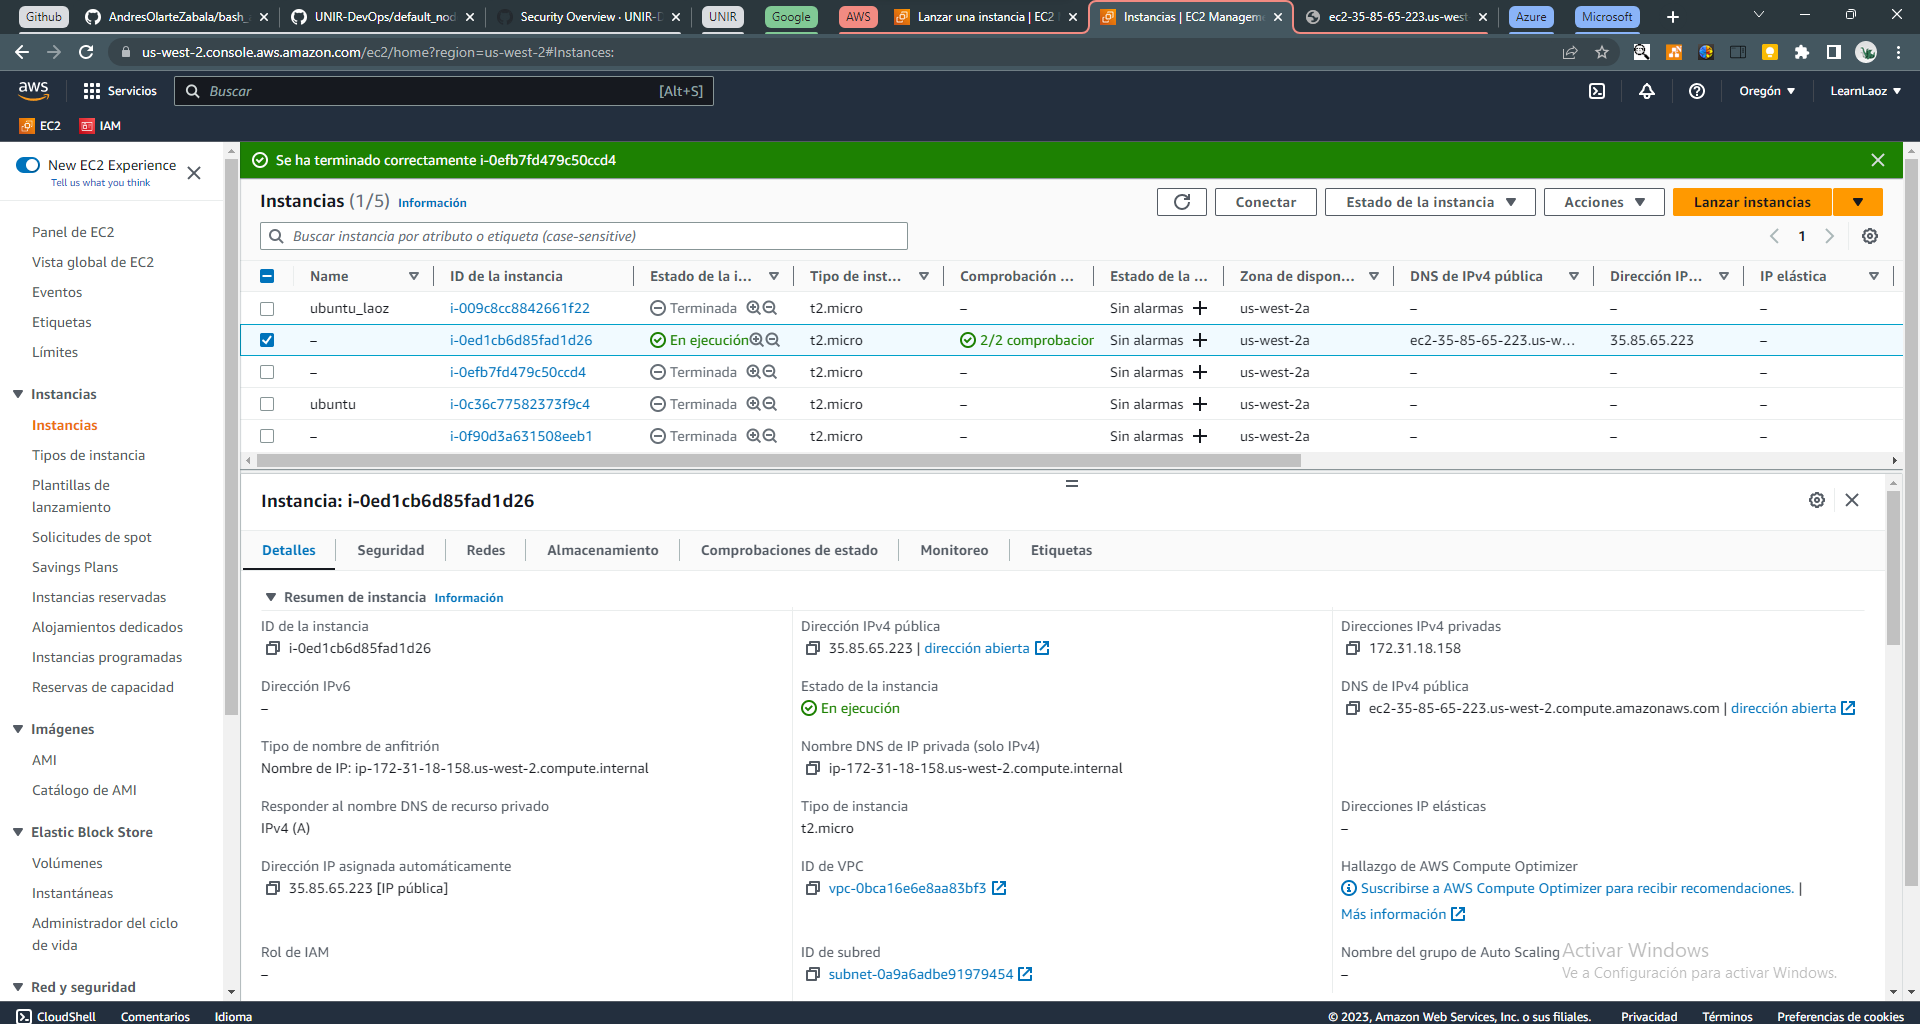 Github
AndresOlarteZabala/bash_
UNIR-DevOps/default_nod
Security Overview · UNIR-D
UNIR
Google
AWS
Lanzar una instancia | EC2
Instancias | EC2 Managem
ec2-35-85-65-223.us-west
Azure
Microsoft
us-west-2.console.aws.amazon.com/ec2/home?region=us-west-2#Instances:
aws
Servicios
Buscar
[Alt+S]
Oregón
LearnLaoz
EC2
IAM
New EC2 Experience
Tell us what you think
Panel de EC2
Vista global de EC2
Eventos
Etiquetas
Límites
Instancias
Instancias
Tipos de instancia
Plantillas de
lanzamiento
Solicitudes de spot
Savings Plans
Instancias reservadas
Alojamientos dedicados
Instancias programadas
Reservas de capacidad
Imágenes
AMI
Catálogo de AMI
Elastic Block Store
Volúmenes
Instantáneas
Administrador del ciclo
de vida
Red y seguridad
Se ha terminado correctamente i-0efb7fd479c50ccd4
Instancias (1/5) Información
Conectar
Estado de la instancia
Acciones
Lanzar instancias
Buscar instancia por atributo o etiqueta (case-sensitive)
1
Name ID de la instancia Estado de la i... Tipo de inst... Comprobación ... Estado de la ... Zona de dispon... DNS de IPv4 pública Dirección IP... IP elástica
ubuntu_laoz i-009c8cc8842661f22 Terminada t2.micro – Sin alarmas us-west-2a – – –
– i-0ed1cb6d85fad1d26 En ejecución t2.micro 2/2 comprobacior Sin alarmas us-west-2a ec2-35-85-65-223.us-w... 35.85.65.223 –
– i-0efb7fd479c50ccd4 Terminada t2.micro – Sin alarmas us-west-2a – – –
ubuntu i-0c36c77582373f9c4 Terminada t2.micro – Sin alarmas us-west-2a – – –
– i-0f90d3a631508eeb1 Terminada t2.micro – Sin alarmas us-west-2a – – –
Instancia: i-0ed1cb6d85fad1d26
Detalles
Seguridad
Redes
Almacenamiento
Comprobaciones de estado
Monitoreo
Etiquetas
Resumen de instancia Información
ID de la instancia
i-0ed1cb6d85fad1d26
Dirección IPv4 pública
35.85.65.223 | dirección abierta
Direcciones IPv4 privadas
172.31.18.158
Dirección IPv6
–
Estado de la instancia
En ejecución
DNS de IPv4 pública
ec2-35-85-65-223.us-west-2.compute.amazonaws.com | dirección abierta
Tipo de nombre de anfitrión
Nombre de IP: ip-172-31-18-158.us-west-2.compute.internal
Nombre DNS de IP privada (solo IPv4)
ip-172-31-18-158.us-west-2.compute.internal
Responder al nombre DNS de recurso privado
IPv4 (A)
Tipo de instancia
t2.micro
Direcciones IP elásticas
–
Dirección IP asignada automáticamente
35.85.65.223 [IP pública]
ID de VPC
vpc-0bca16e6e8aa83bf3
Hallazgo de AWS Compute Optimizer
Suscribirse a AWS Compute Optimizer para recibir recomendaciones. |
Más información
Rol de IAM
–
ID de subred
subnet-0a9a6adbe91979454
Nombre del grupo de Auto Scaling
–
Activar Windows
Ve a Configuración para activar Windows.
CloudShell
Comentarios
Idioma
© 2023, Amazon Web Services, Inc. o sus filiales.
Privacidad
Términos
Preferencias de cookies